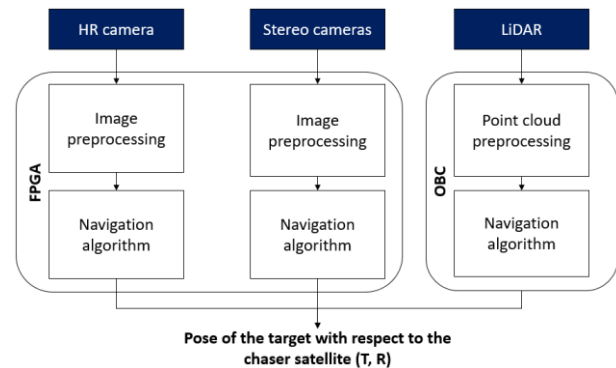 HR camera
Stereo cameras
LiDAR
FPGA
Image
preprocessing
Image
preprocessing
OBC
Point cloud
preprocessing
Navigation
algorithm
Navigation
algorithm
Navigation
algorithm
Pose of the target with respect to the
chaser satellite (T, R)